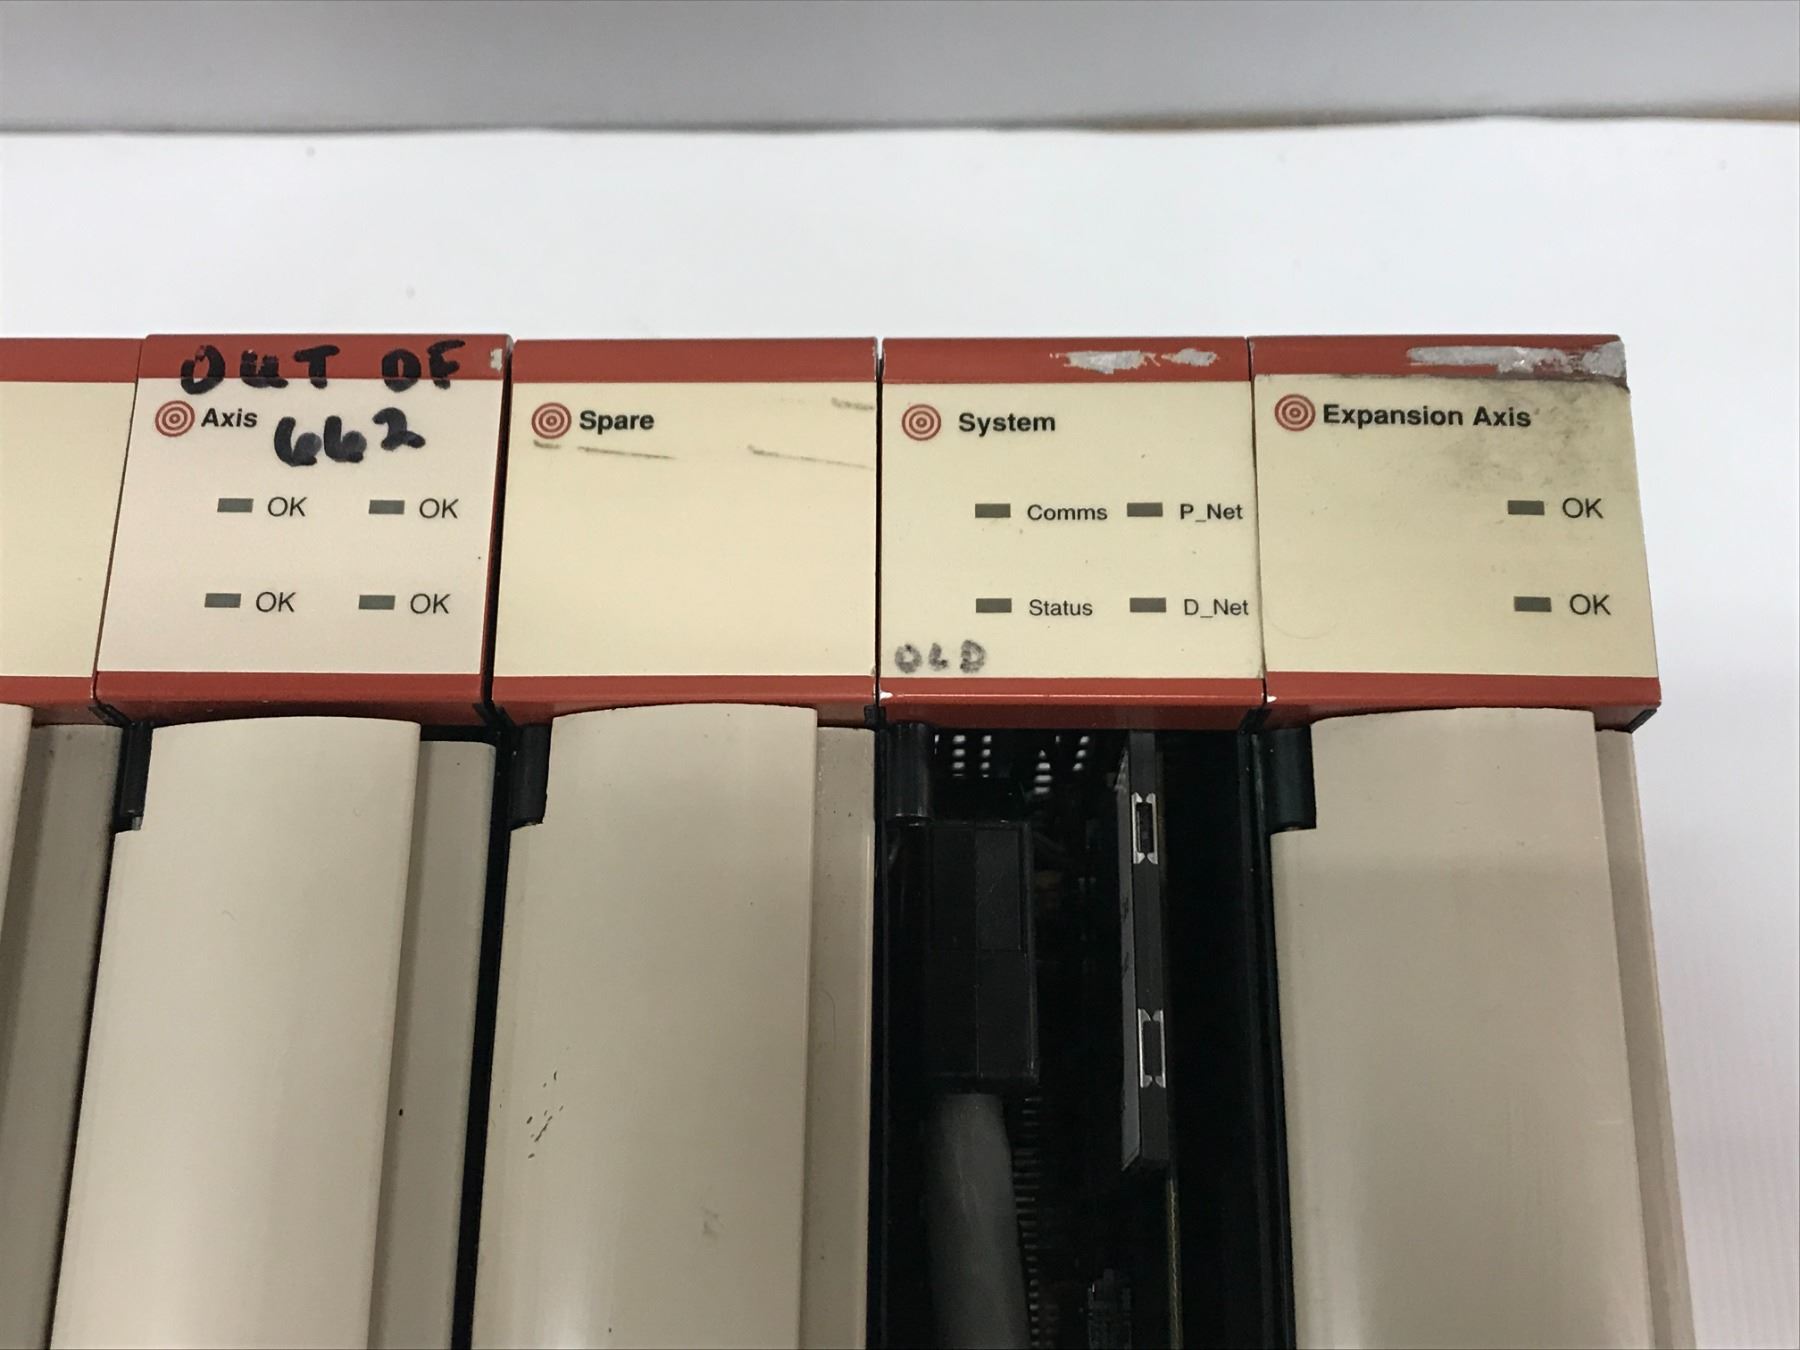 OUT OF
662
Axis
OK OK
OK OK
Spare
System
Comms P_Net
Status D_Net
OLD
Expansion Axis
OK
OK